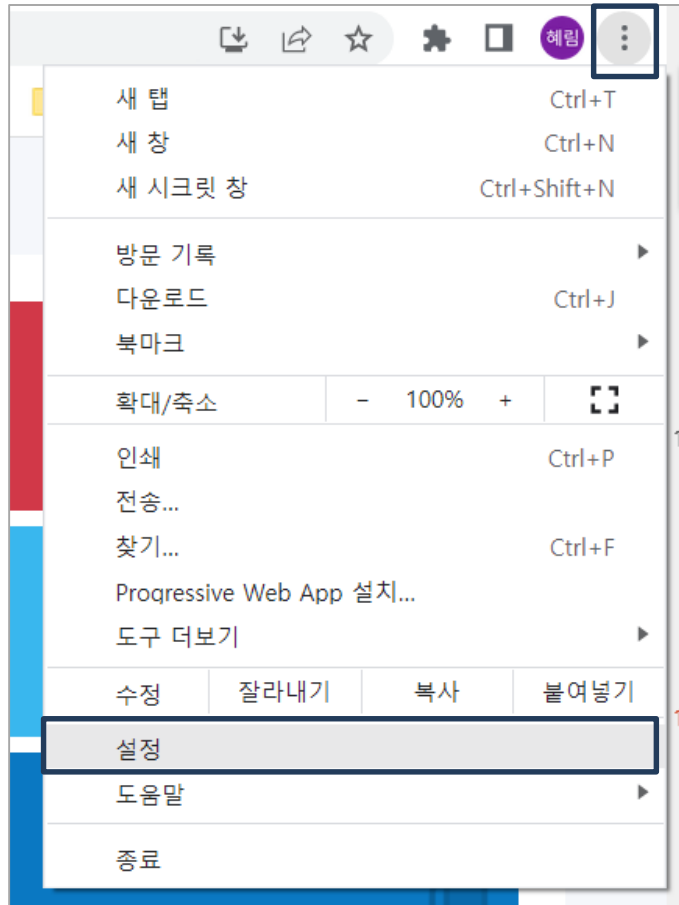 혜림
새 탭 Ctrl+T
새 창 Ctrl+N
새 시크릿 창 Ctrl+Shift+N
방문 기록
다운로드 Ctrl+J
북마크
확대/축소 - 100% +
인쇄 Ctrl+P
전송...
찾기... Ctrl+F
Progressive Web App 설치...
도구 더보기
수정 잘라내기 복사 붙여넣기
설정
도움말
종료